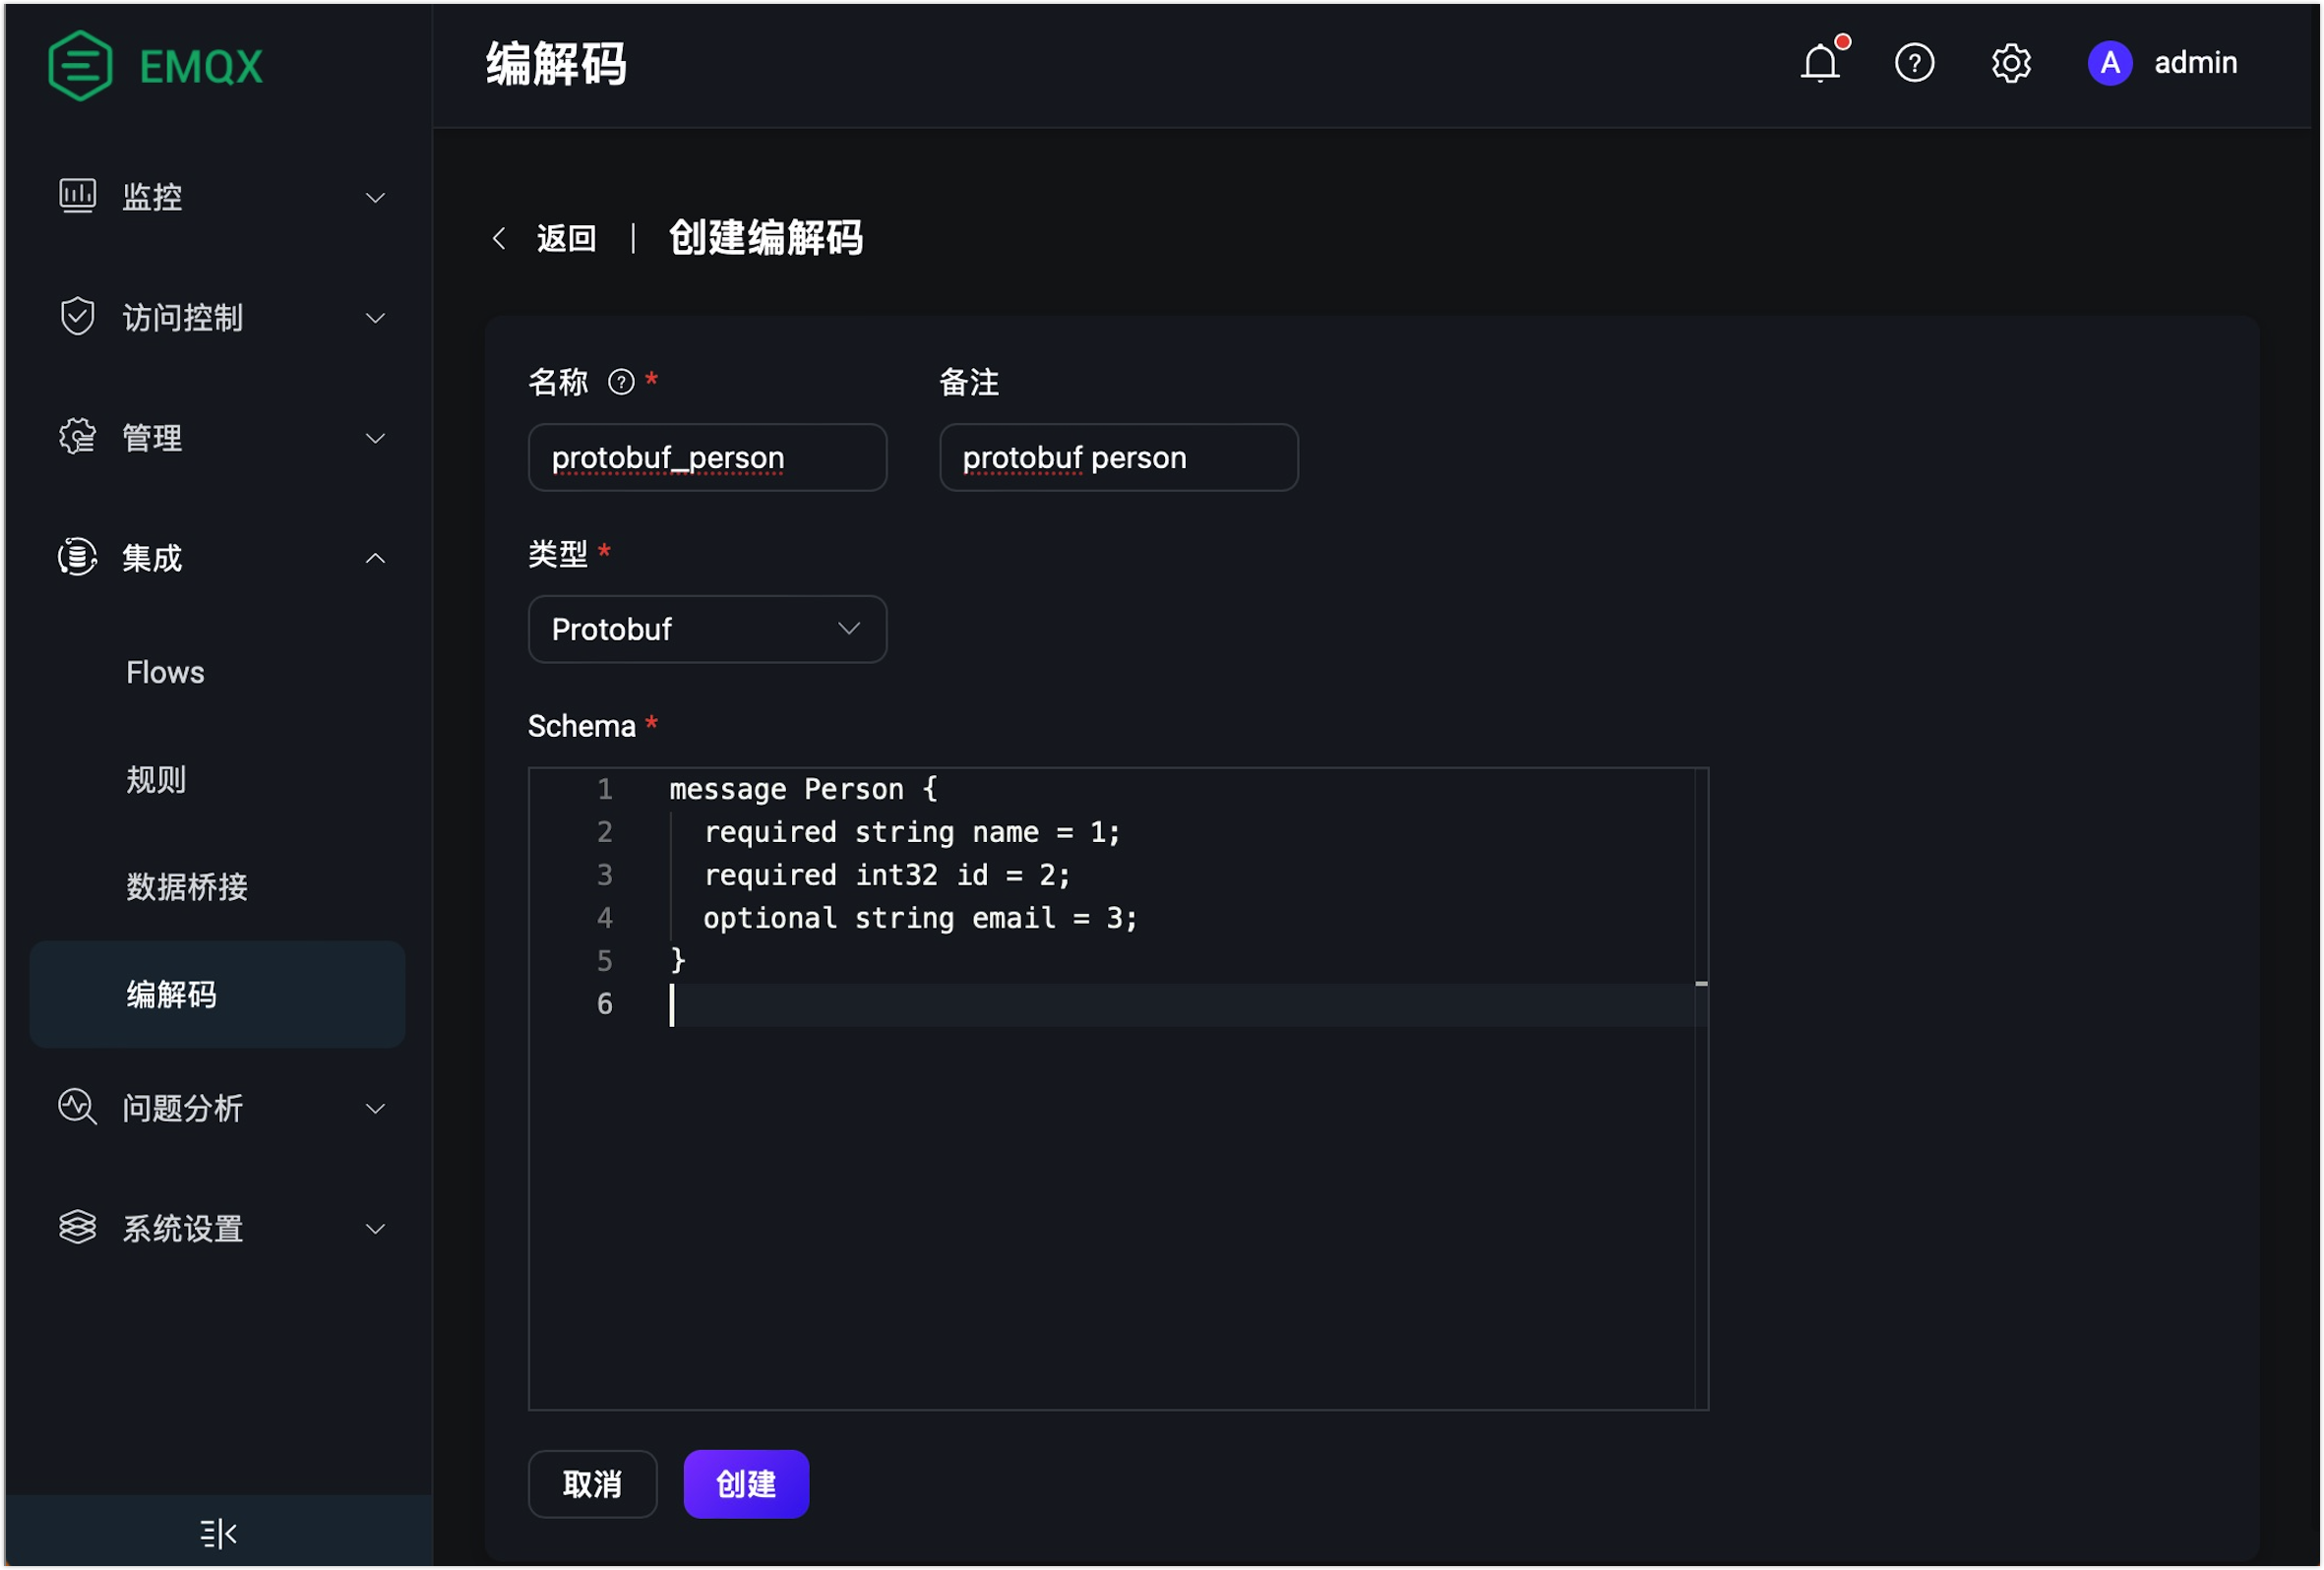 EMQX
监控
访问控制
管理
集成
Flows
规则
数据桥接
编解码
问题分析
系统设置
编解码
A admin
返回 | 创建编解码
名称 ? *
备注
protobuf_person
protobuf person
类型 *
Protobuf
Schema *
1 message Person {
2 required string name = 1;
3 required int32 id = 2;
4 optional string email = 3;
5 }
6
取消
创建